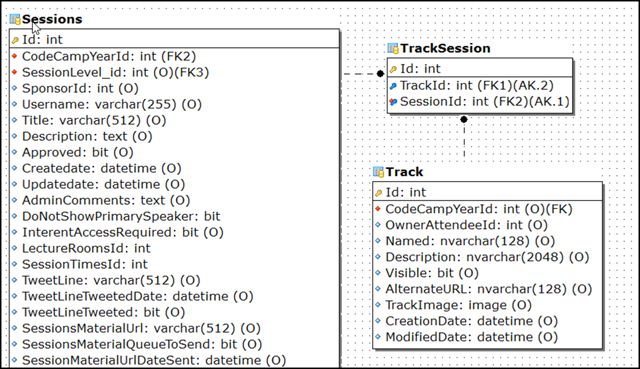 Sessions
Id: int
CodeCampYearId: int (FK2)
SessionLevel_id: int (O)(FK3)
SponsorId: int (O)
Username: varchar(255) (O)
Title: varchar(512) (O)
Description: text (O)
Approved: bit (O)
Createdate: datetime (O)
Updatedate: datetime (O)
AdminComments: text (O)
DoNotShowPrimarySpeaker: bit
InterentAccessRequired: bit (O)
LectureRoomsId: int
SessionTimesId: int
TweetLine: varchar(512) (O)
TweetLineTweetedDate: datetime (O)
TweetLineTweeted: bit (O)
SessionsMaterialUrl: varchar(512) (O)
SessionsMaterialQueToSend: bit (O)
SessionMaterialUrlDateSent: datetime (O)
TrackSession
Id: int
TrackId: int (FK1)(AK.2)
SessionId: int (FK2)(AK.1)
Track
Id: int
CodeCampYearId: int (O)(FK)
OwnerAttendeeId: int (O)
Named: nvarchar(128) (O)
Description: nvarchar(2048) (O)
Visible: bit (O)
AlternateURL: nvarchar(128) (O)
TrackImage: image (O)
CreationDate: datetime (O)
ModifiedDate: datetime (O)